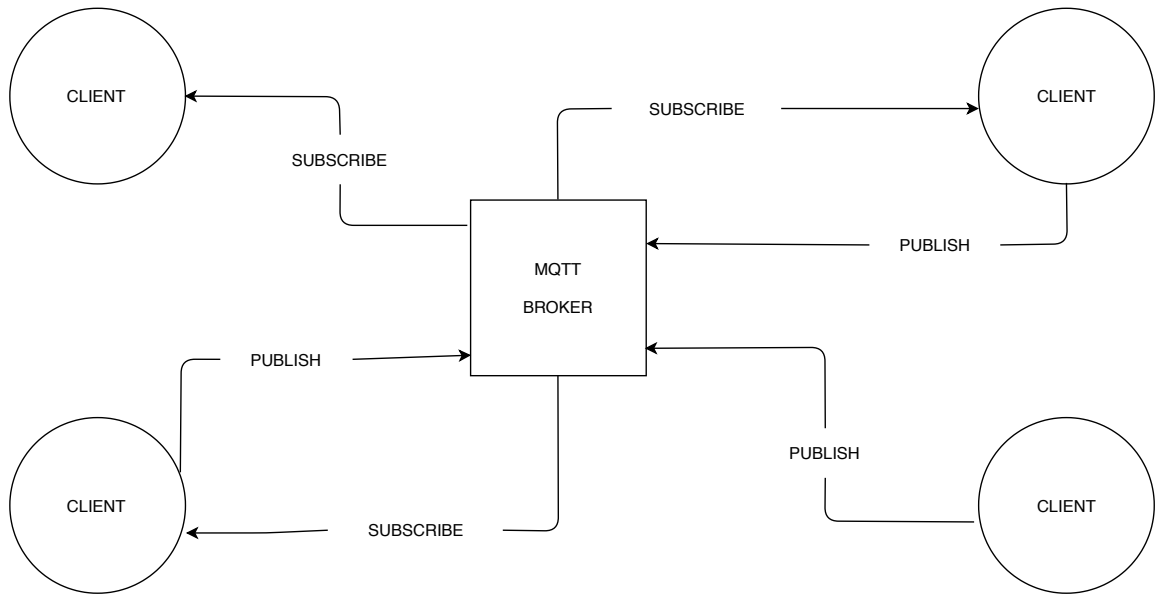 CLIENT
CLIENT
SUBSCRIBE
SUBSCRIBE
PUBLISH
MQTT
BROKER
PUBLISH
PUBLISH
CLIENT
SUBSCRIBE
CLIENT